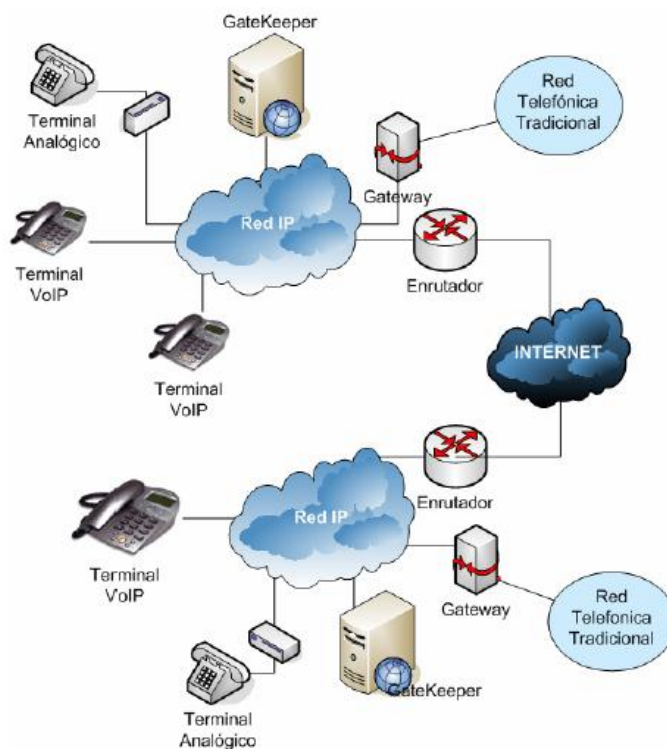 GateKeeper
Red
Telefónica
Tradicional
Terminal
Analógico
Gateway
Red IP
Terminal
VoIP
Enrutador
Terminal
VoIP
INTERNET
Enrutador
Red IP
Terminal
VoIP
Gateway
Red
Telefonica
Tradicional
GateKeeper
Terminal
Analógico